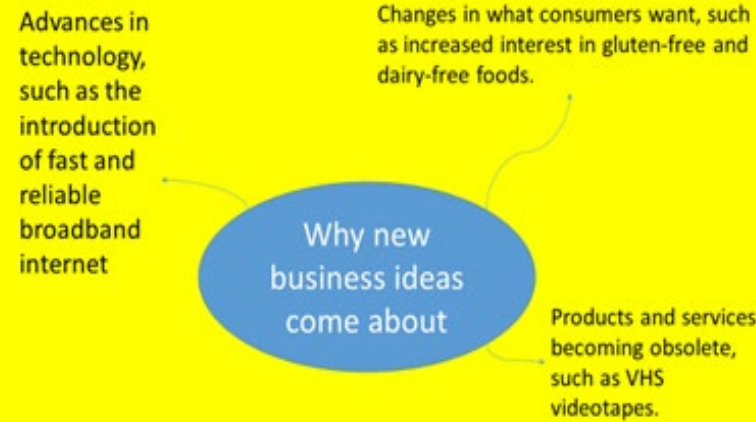 Advances in
technology,
such as the
introduction
of fast and
reliable
broadband
internet
Changes in what consumers want, such
as increased interest in gluten-free and
dairy-free foods.
Why new
business ideas
come about
Products and services
becoming obsolete,
such as VHS
videotapes.